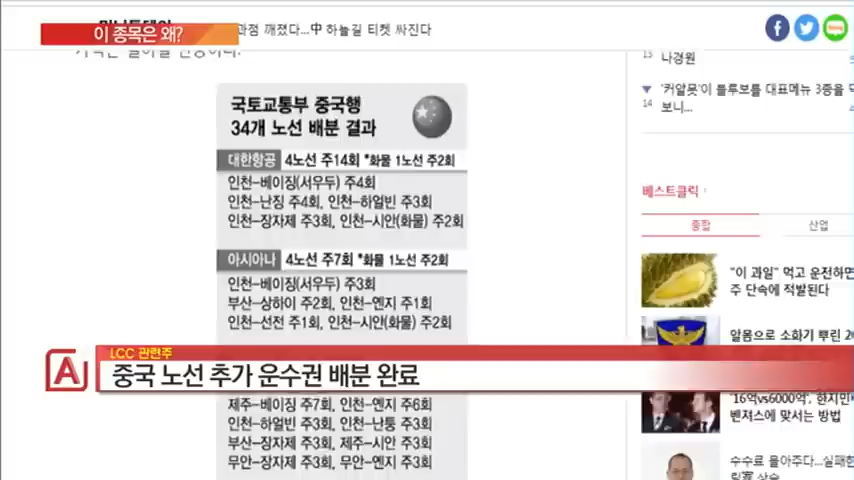 이 종목은 왜?
과점 깨졌다...中 하늘길 티켓 싸진다
국토교통부 중국행
34개 노선 배분 결과
대한항공 4노선 주14회 *화물 1노선 주2회
인천-베이징(서우두) 주4회
인천-난징 주4회, 인천-하얼빈 주3회
인천-장자제 주3회, 인천-시안(화물) 주2회
아시아나 4노선 주7회 *화물 1노선 주2회
인천-베이징(서우두) 주3회
부산-상하이 주2회, 인천-옌지 주1회
인천-선전 주1회, 인천-시안(화물) 주2회
LCC 관련주
A 중국 노선 추가 운수권 배분 완료
제주-베이징 주7회, 인천-옌지 주6회
인천-하얼빈 주3회, 인천-난퉁 주3회
부산-장자제 주3회, 제주-시안 주3회
무안-장자제 주3회, 무안-옌지 주3회
13 나경원
14 '커알못'이 블루보틀 대표메뉴 3종을
보니...
베스트클릭
종합 산업
"이 과일" 먹고 운전하면
주 단속에 적발된다
알몸으로 소화기 뿌린
'16억vs6000억', 한지민
벤져스에 맞서는 방법
수수료 몰아주다...실패한